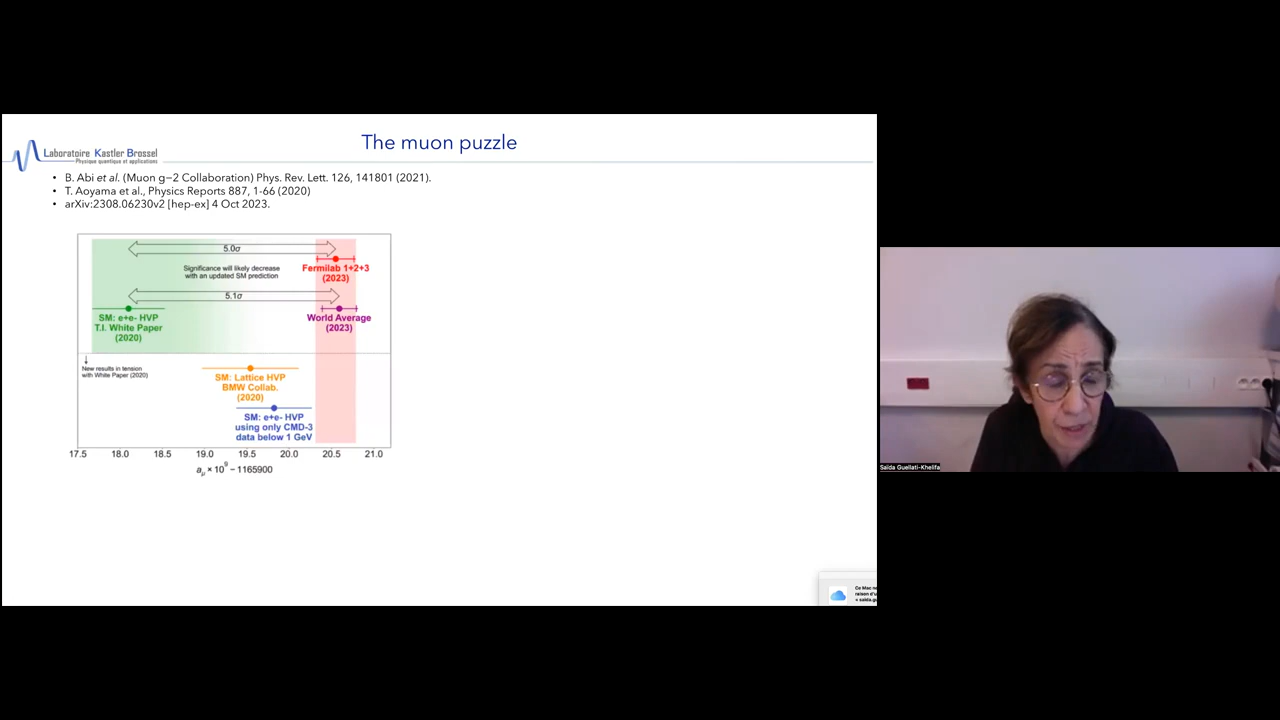 The muon puzzle
Laboratoire Kastler Brossel
Physique quantique et applications
• B. Abi et al. (Muon g−2 Collaboration) Phys. Rev. Lett. 126, 141801 (2021).
• T. Aoyama et al., Physics Reports 887, 1-66 (2020)
• arXiv:2308.06230v2 [hep-ex] 4 Oct 2023.
5.0σ
Significance will likely decrease
with an updated SM prediction
Fermilab 1+2+3
(2023)
5.1σ
SM: e+e- HVP
T.I. White Paper
(2020)
World Average
(2023)
New results in tension
with White Paper (2020)
SM: Lattice HVP
BMW Collab.
(2020)
SM: e+e- HVP
using only CMD-3
data below 1 GeV
17.5 18.0 18.5 19.0 19.5 20.0 20.5 21.0
aμ × 10⁹ − 1165900
Ce Mac
raison d'u
Saïda Guellati-Khelifa